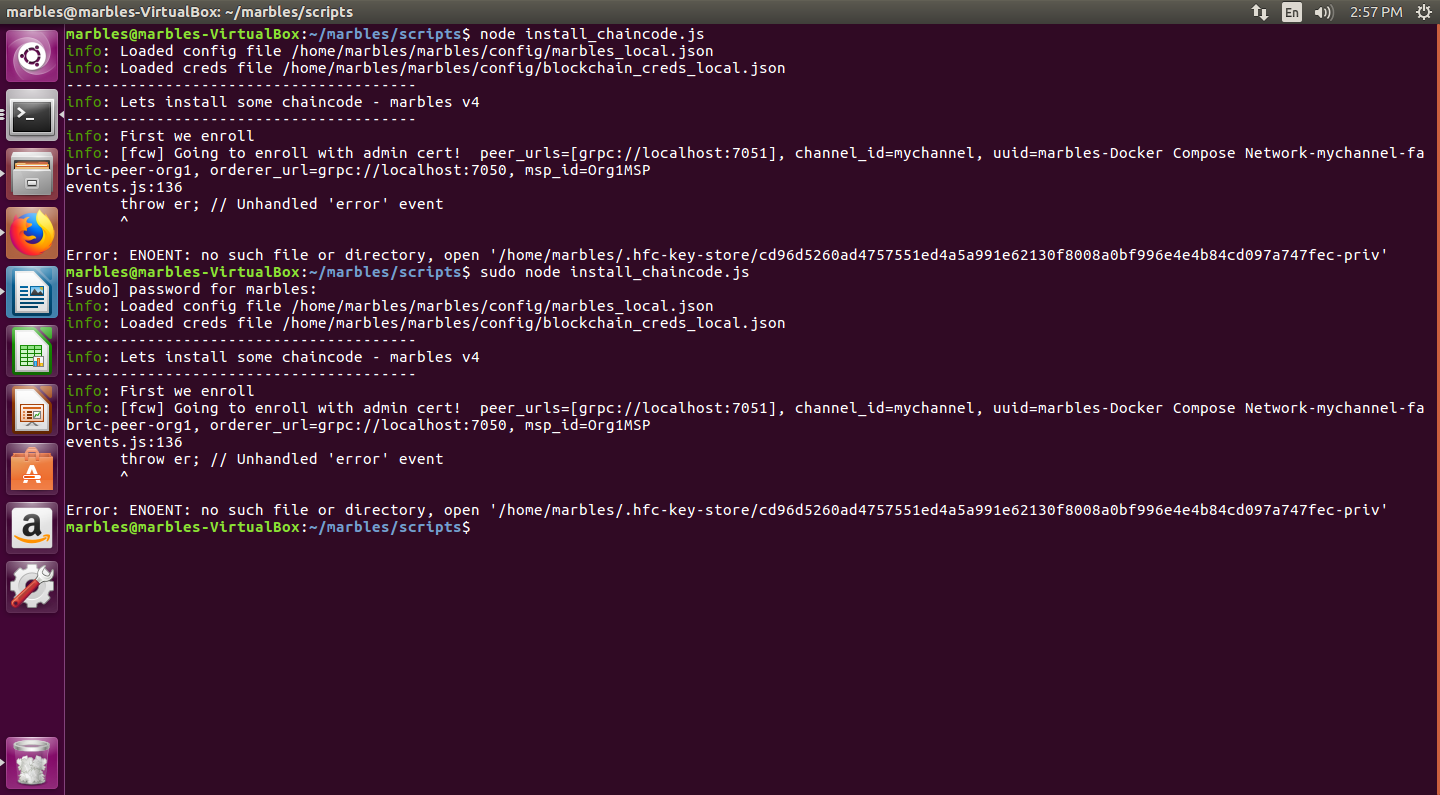 marbles@marbles-VirtualBox: ~/marbles/scripts
En
2:57 PM
marbles@marbles-VirtualBox:~/marbles/scripts$ node install_chaincode.js
info: Loaded config file /home/marbles/marbles/config/marbles_local.json
info: Loaded creds file /home/marbles/marbles/config/blockchain_creds_local.json
---------------------------------------
info: Lets install some chaincode - marbles v4
---------------------------------------
info: First we enroll
info: [fcw] Going to enroll with admin cert!  peer_urls=[grpc://localhost:7051], channel_id=mychannel, uuid=marbles-Docker Compose Network-mychannel-fa
bric-peer-org1, orderer_url=grpc://localhost:7050, msp_id=Org1MSP
events.js:136
      throw er; // Unhandled 'error' event
      ^
Error: ENOENT: no such file or directory, open '/home/marbles/.hfc-key-store/cd96d5260ad4757551ed4a5a991e62130f8008a0bf996e4e4b84cd097a747fec-priv'
marbles@marbles-VirtualBox:~/marbles/scripts$ sudo node install_chaincode.js
[sudo] password for marbles:
info: Loaded config file /home/marbles/marbles/config/marbles_local.json
info: Loaded creds file /home/marbles/marbles/config/blockchain_creds_local.json
---------------------------------------
info: Lets install some chaincode - marbles v4
---------------------------------------
info: First we enroll
info: [fcw] Going to enroll with admin cert!  peer_urls=[grpc://localhost:7051], channel_id=mychannel, uuid=marbles-Docker Compose Network-mychannel-fa
bric-peer-org1, orderer_url=grpc://localhost:7050, msp_id=Org1MSP
events.js:136
      throw er; // Unhandled 'error' event
      ^
Error: ENOENT: no such file or directory, open '/home/marbles/.hfc-key-store/cd96d5260ad4757551ed4a5a991e62130f8008a0bf996e4e4b84cd097a747fec-priv'
marbles@marbles-VirtualBox:~/marbles/scripts$